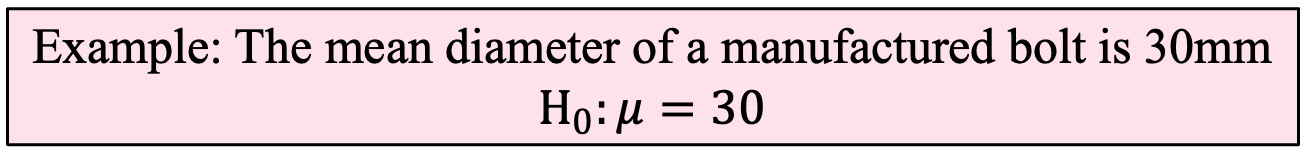 Example: The mean diameter of a manufactured bolt is 30mm
H₀: μ = 30